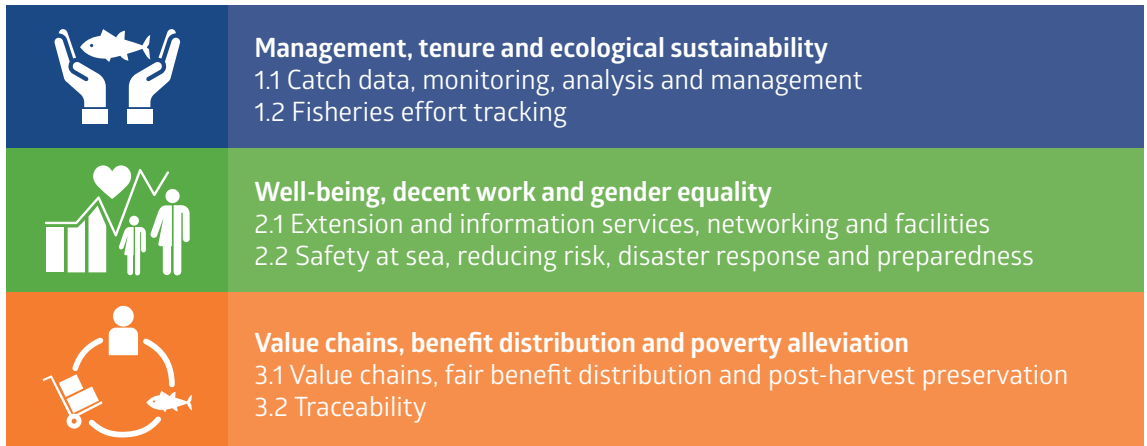 Management, tenure and ecological sustainability
1.1 Catch data, monitoring, analysis and management
1.2 Fisheries effort tracking
Well-being, decent work and gender equality
2.1 Extension and information services, networking and facilities
2.2 Safety at sea, reducing risk, disaster response and preparedness
Value chains, benefit distribution and poverty alleviation
3.1 Value chains, fair benefit distribution and post-harvest preservation
3.2 Traceability